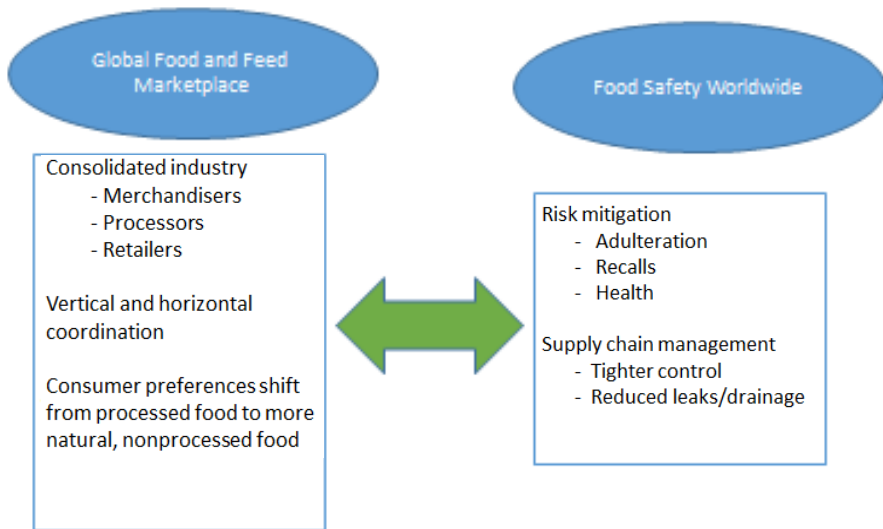 Global Food and Feed
Marketplace
Consolidated industry
- Merchandisers
- Processors
- Retailers
Vertical and horizontal
coordination
Consumer preferences shift
from processed food to more
natural, nonprocessed food
Food Safety Worldwide
Risk mitigation
- Adulteration
- Recalls
- Health
Supply chain management
- Tighter control
- Reduced leaks/drainage